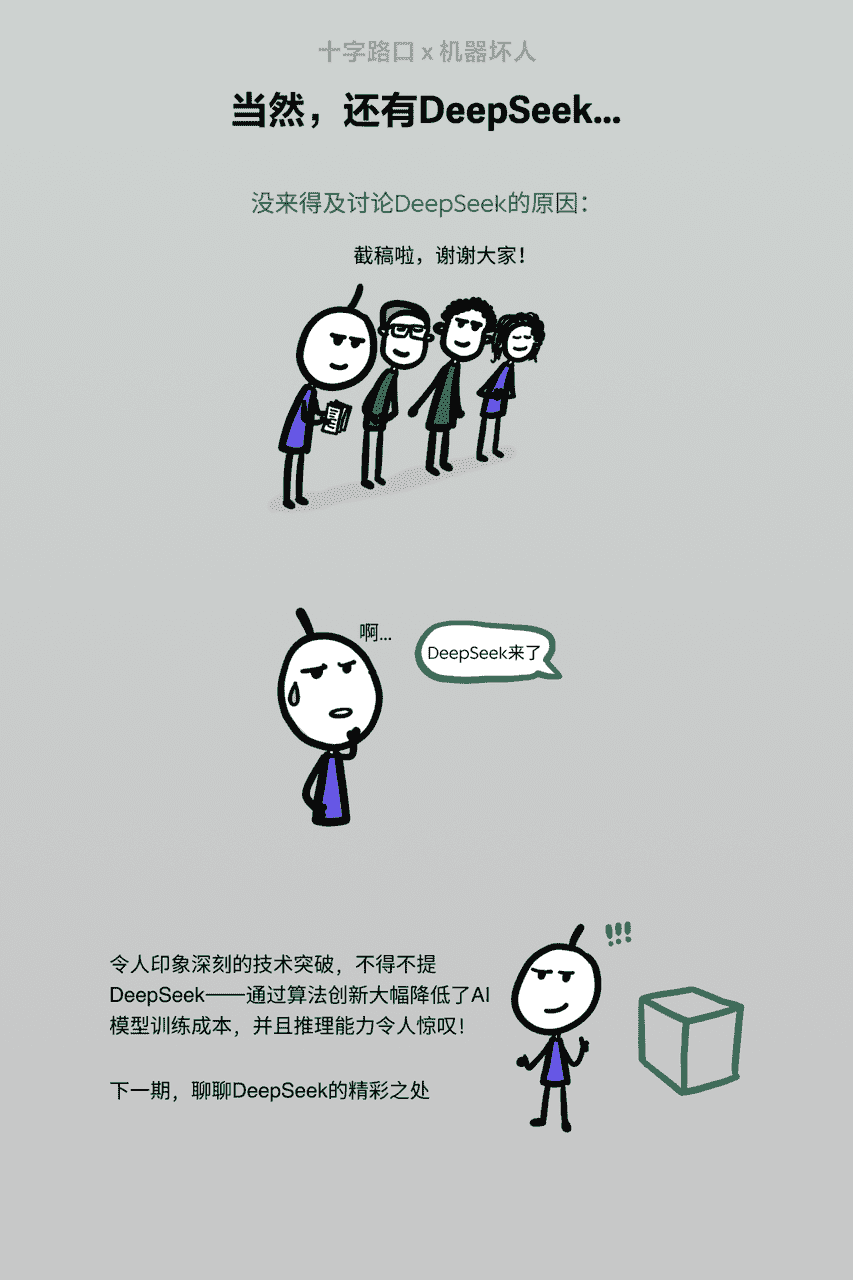 十字路口 x 机器坏人
当然，还有DeepSeek...
没来得及讨论DeepSeek的原因：
截稿啦，谢谢大家！
啊...
DeepSeek来了
!!!
令人印象深刻的技术突破，不得不提
DeepSeek——通过算法创新大幅降低了AI
模型训练成本，并且推理能力令人惊叹！
下一期，聊聊DeepSeek的精彩之处